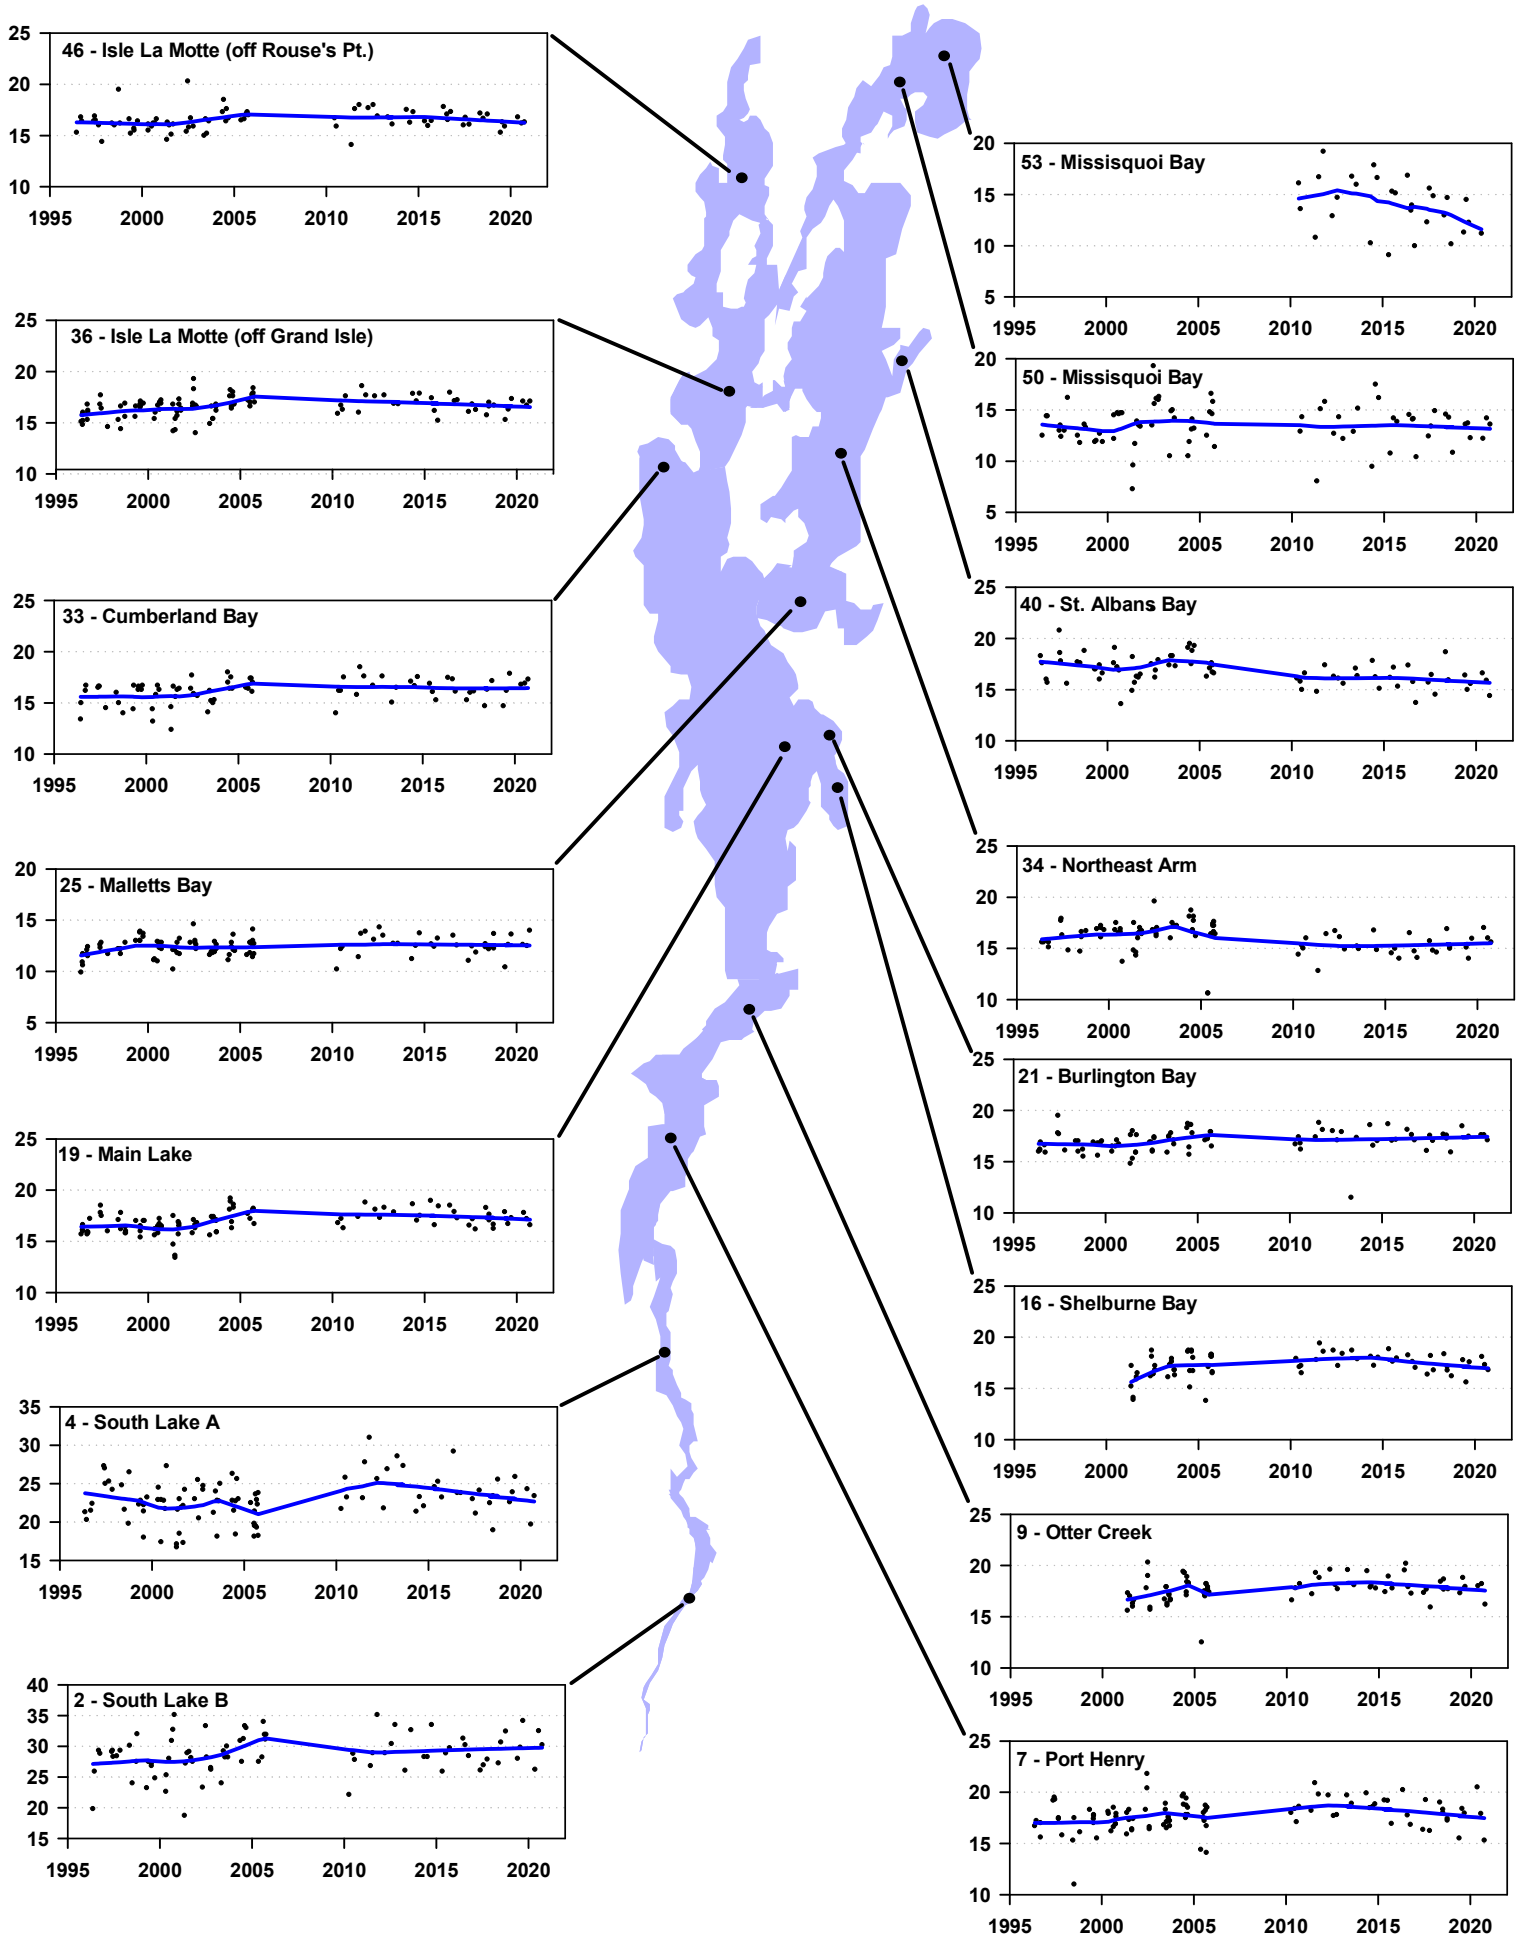 46 - Isle La Motte (off Rouse's Pt.)
25
20
15
10
1995 2000 2005 2010 2015 2020
36 - Isle La Motte (off Grand Isle)
25
20
15
10
1995 2000 2005 2010 2015 2020
33 - Cumberland Bay
25
20
15
10
1995 2000 2005 2010 2015 2020
25 - Malletts Bay
20
15
10
5
1995 2000 2005 2010 2015 2020
19 - Main Lake
25
20
15
10
1995 2000 2005 2010 2015 2020
4 - South Lake A
35
30
25
20
15
1995 2000 2005 2010 2015 2020
2 - South Lake B
40
35
30
25
20
15
1995 2000 2005 2010 2015 2020
53 - Missisquoi Bay
20
15
10
5
1995 2000 2005 2010 2015 2020
50 - Missisquoi Bay
20
15
10
5
1995 2000 2005 2010 2015 2020
40 - St. Albans Bay
25
20
15
10
1995 2000 2005 2010 2015 2020
34 - Northeast Arm
25
20
15
10
1995 2000 2005 2010 2015 2020
21 - Burlington Bay
25
20
15
10
1995 2000 2005 2010 2015 2020
16 - Shelburne Bay
25
20
15
10
1995 2000 2005 2010 2015 2020
9 - Otter Creek
25
20
15
10
1995 2000 2005 2010 2015 2020
7 - Port Henry
25
20
15
10
1995 2000 2005 2010 2015 2020